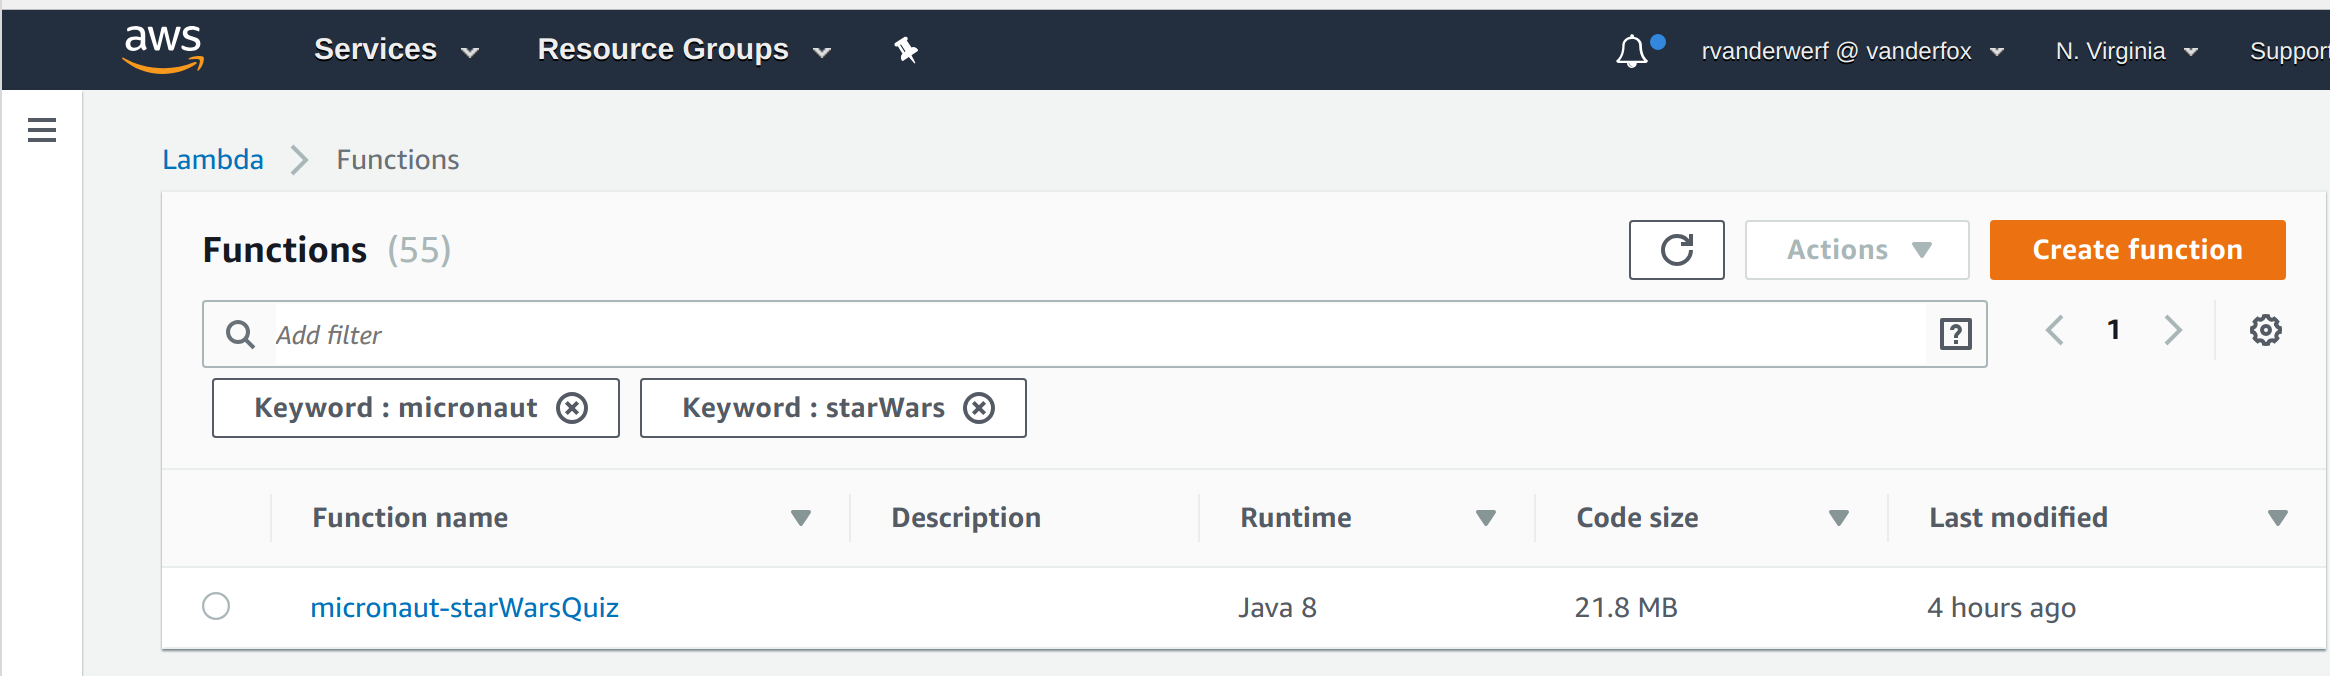 aws Services Resource Groups rvanderwerf @ vanderfox N. Virginia Support
Lambda Functions
Functions (55) Actions Create function
Add filter ? 1
Keyword : micronaut Keyword : starWars
Function name Description Runtime Code size Last modified
micronaut-starWarsQuiz Java 8 21.8 MB 4 hours ago